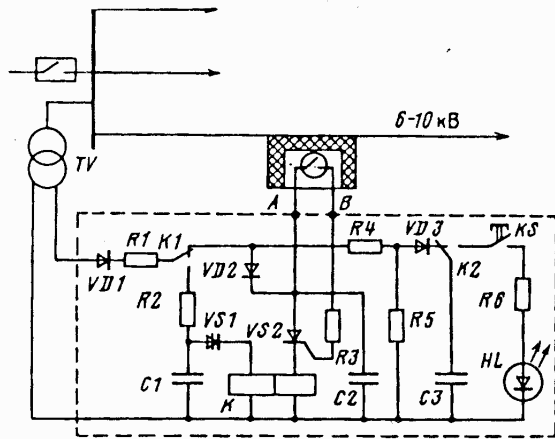 6-10 кВ
TV
A B
R1 K1
R4 VD3 KS
VD1
VD2
K2
R2
R6
VS1 VS2
R5
R3
HL
C1
K
C2
C3